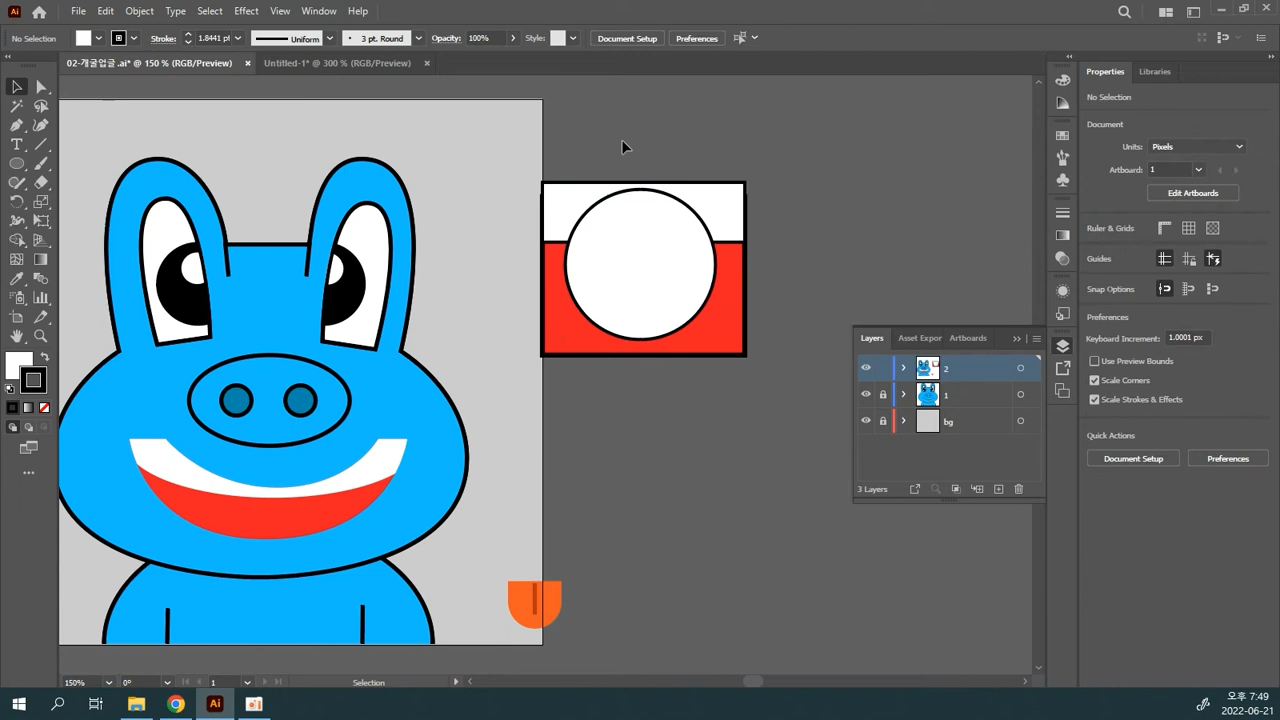 Ai File Edit Object Type Select Effect View Window Help
No Selection Stroke: 1.8441 pt Uniform 3 pt. Round Opacity: 100% Style: Document Setup Preferences
02-개굴업글.ai* @ 150 % (RGB/Preview) Untitled-1* @ 300 % (RGB/Preview)
Properties Libraries
No Selection
Document
Units: Pixels
Artboard: 1
Edit Artboards
Ruler & Grids
Guides
Snap Options
Preferences
Keyboard Increment: 1.0001 px
Use Preview Bounds
Scale Corners
Scale Strokes & Effects
Quick Actions
Document Setup Preferences
Layers Asset Expor Artboards
2
1
bg
3 Layers
150% 0° 1 Selection
Ai
오후 7:49
2022-06-21